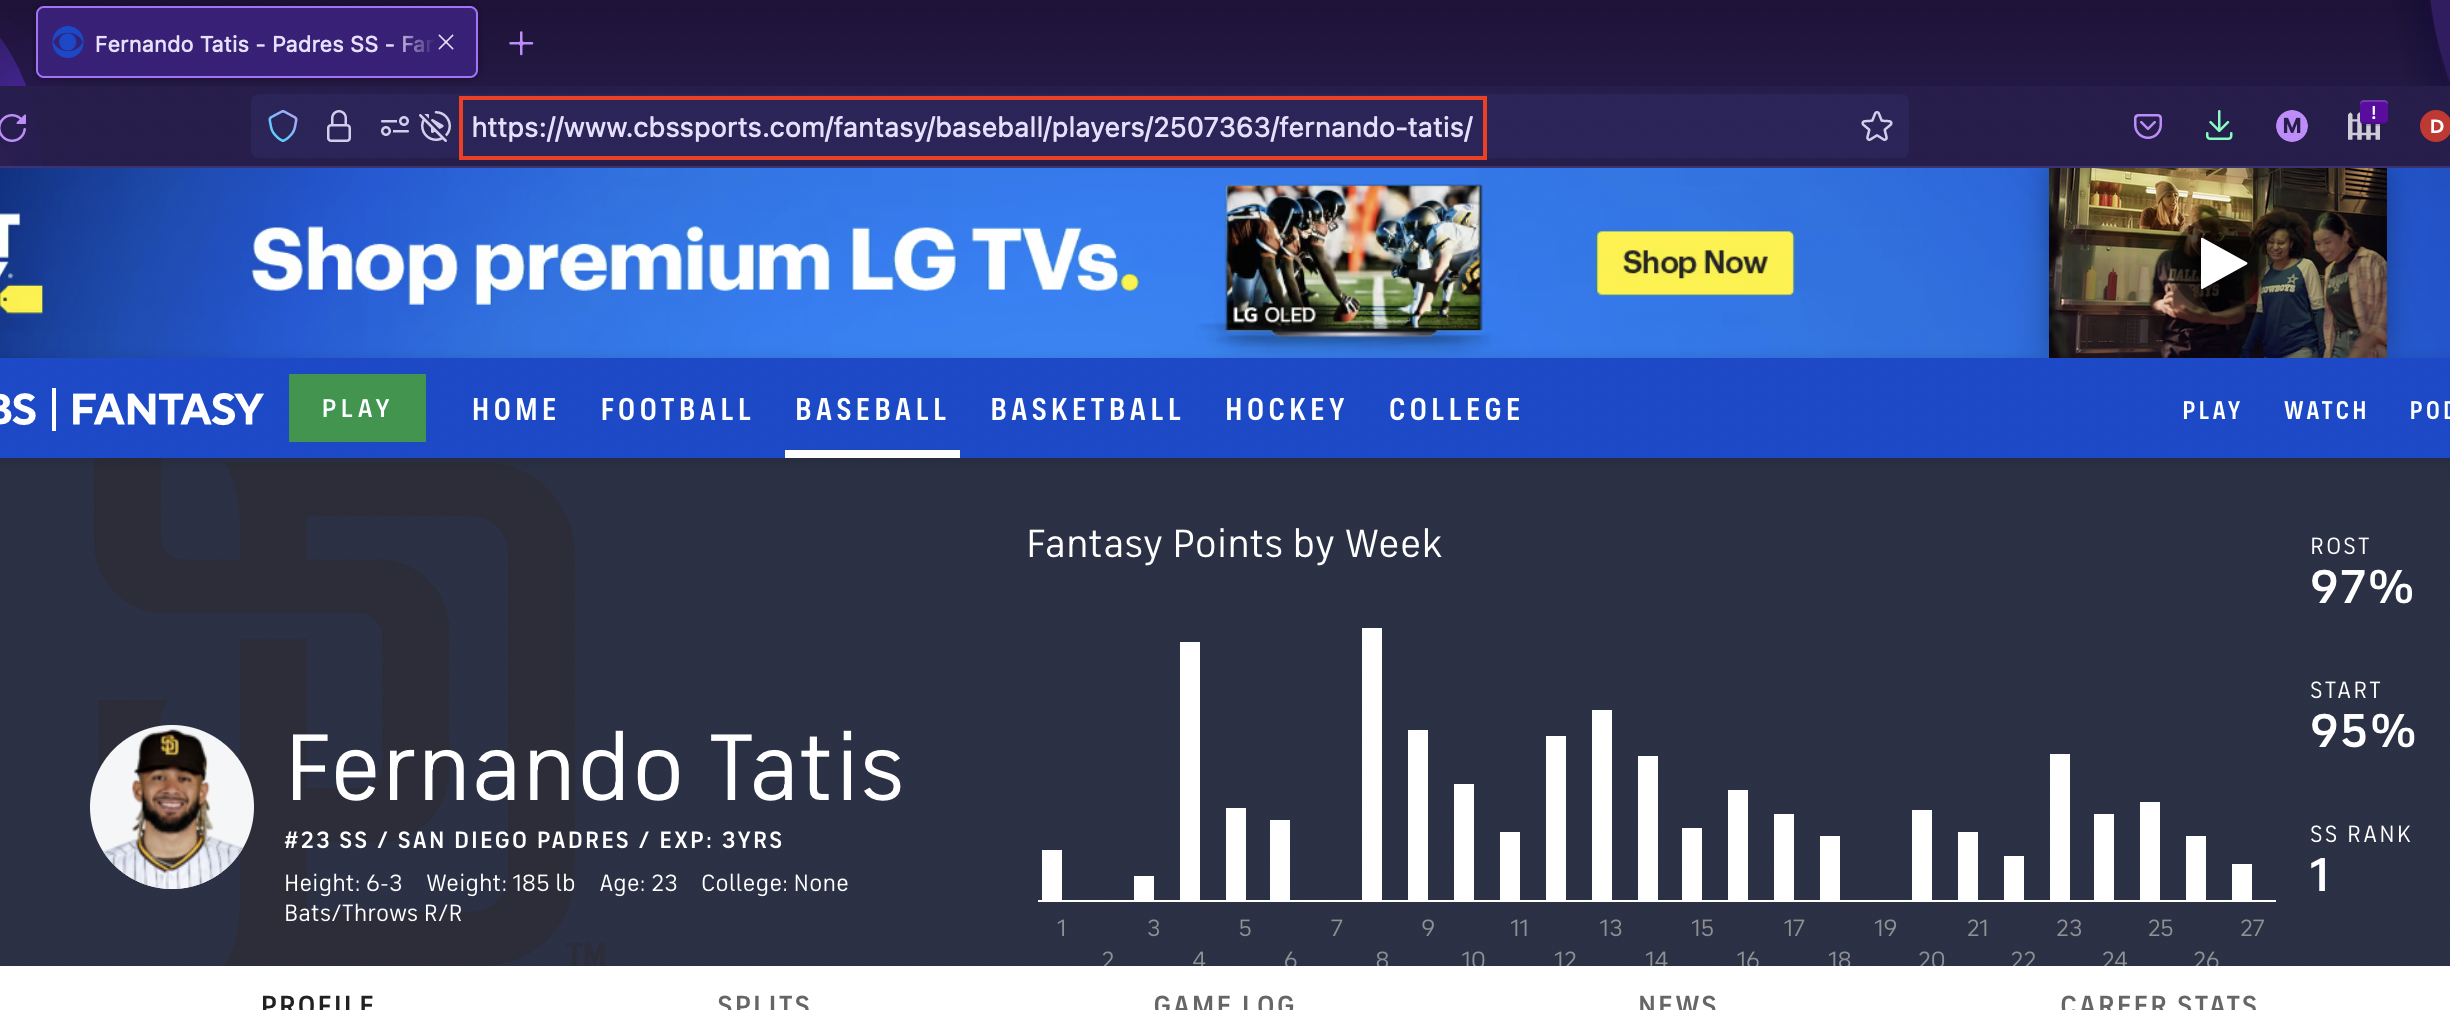 Fernando Tatis - Padres SS - Fan
https://www.cbssports.com/fantasy/baseball/players/2507363/fernando-tatis/
M
!
D
Shop premium LG TVs.
LG OLED
Shop Now
BS | FANTASY
PLAY
HOME FOOTBALL BASEBALL BASKETBALL HOCKEY COLLEGE
PLAY WATCH POD
Fernando Tatis
#23 SS / SAN DIEGO PADRES / EXP: 3YRS
Height: 6-3 Weight: 185 lb Age: 23 College: None
Bats/Throws R/R
TM
Fantasy Points by Week
1 3 5 7 9 11 13 15 17 19 21 23 25 27
2 4 6 8 10 12 14 16 18 20 22 24 26
ROST
97%
START
95%
SS RANK
1
PROFILE SPLITS GAME LOG NEWS CAREER STATS